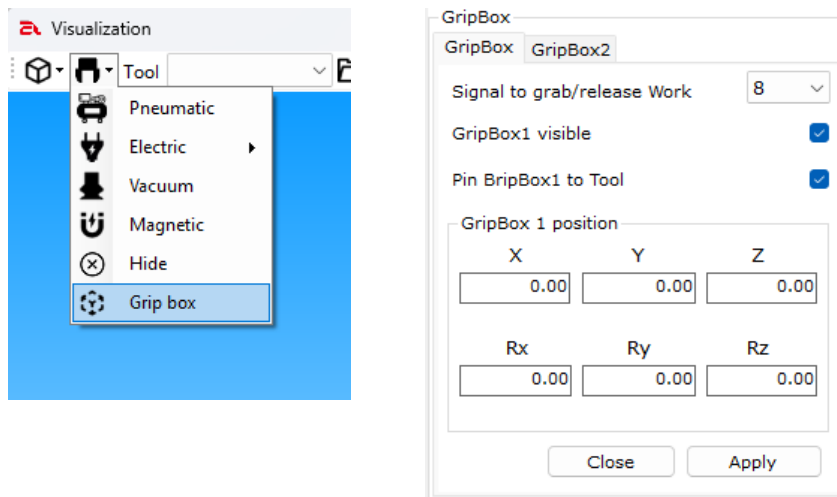 Visualization
Tool
Pneumatic
Electric
Vacuum
Magnetic
Hide
Grip box
GripBox
GripBox GripBox2
Signal to grab/release Work 8
GripBox1 visible
Pin BripBox1 to Tool
GripBox 1 position
X Y Z
0.00 0.00 0.00
Rx Ry Rz
0.00 0.00 0.00
Close Apply